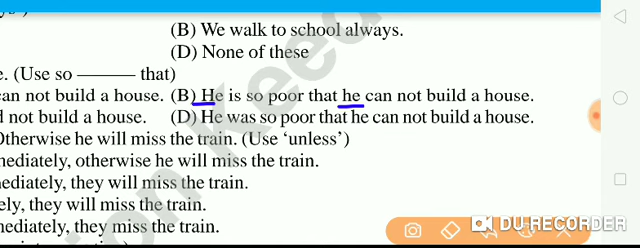 (B) We walk to school always.
(D) None of these
e. (Use so ——— that)
can not build a house. (B) He is so poor that he can not build a house.
d not build a house. (D) He was so poor that he can not build a house.
Otherwise he will miss the train. (Use ‘unless’)
mediately, otherwise he will miss the train.
mediately, they will miss the train.
ely, they will miss the train.
mediately, they miss the train.
DU RECORDER